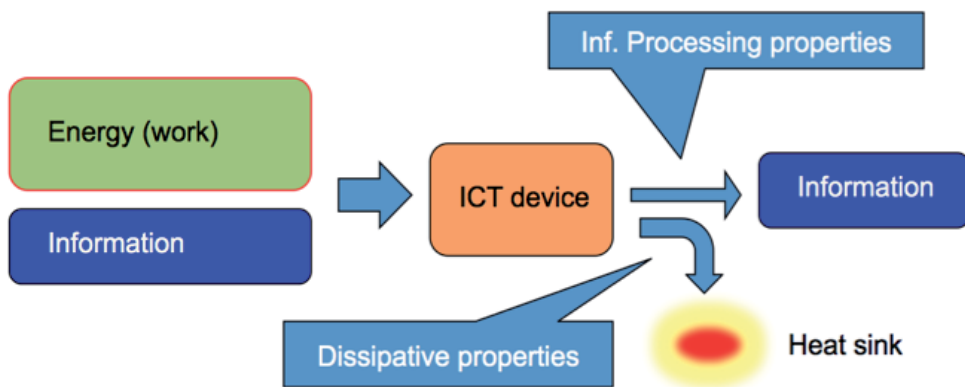 Inf. Processing properties
Energy (work)
ICT device
Information
Information
Dissipative properties
Heat sink